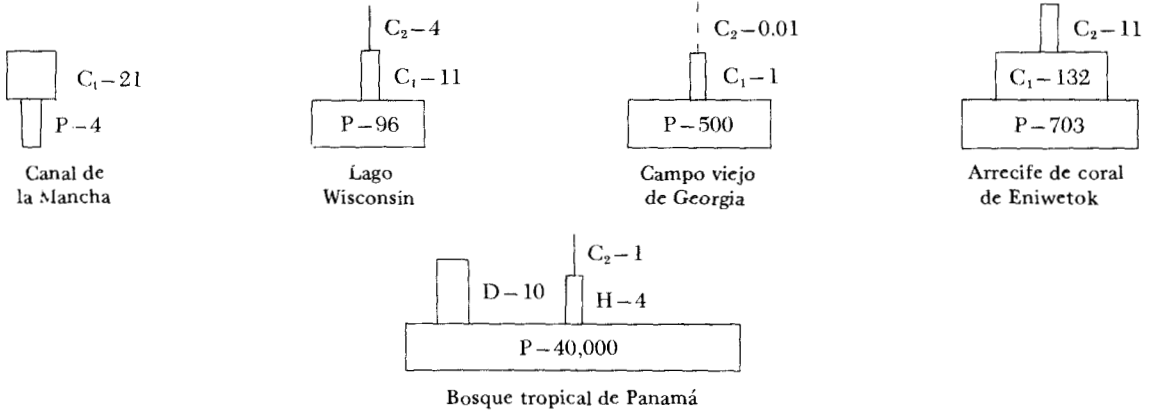 C₁–21
P–4
Canal de
la Mancha
C₂–4
C₁–11
P–96
Lago
Wisconsin
C₂–0.01
C₁–1
P–500
Campo viejo
de Georgia
C₂–11
C₁–132
P–703
Arrecife de coral
de Eniwetok
D–10
C₂–1
H–4
P–40,000
Bosque tropical de Panamá